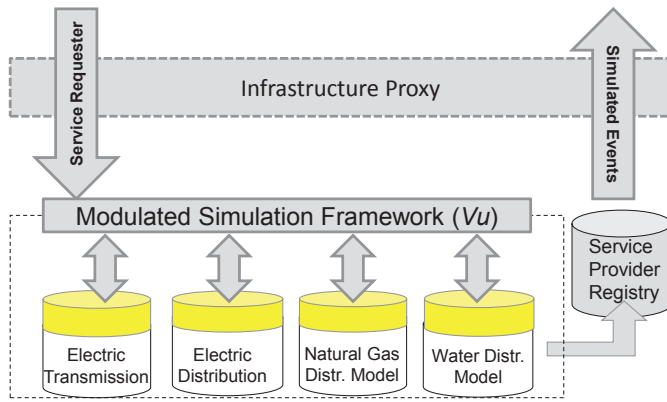 Service Requester
Infrastructure Proxy
Simulated Events
Modulated Simulation Framework (Vu)
Service
Provider
Registry
Electric
Transmission
Electric
Distribution
Natural Gas
Distr. Model
Water Distr.
Model